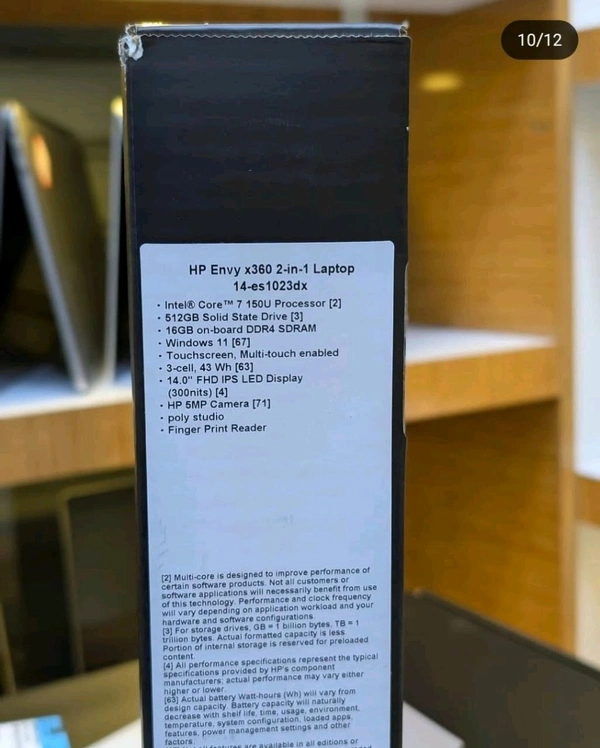 10/12
HP Envy x360 2-in-1 Laptop
14-es1023dx
· Intel® Core™ 7 150U Processor [2]
· 512GB Solid State Drive [3]
· 16GB on-board DDR4 SDRAM
· Windows 11 [67]
· Touchscreen, Multi-touch enabled
· 3-cell, 43 Wh [63]
· 14.0" FHD IPS LED Display
(300nits) [4]
· HP 5MP Camera [71]
· poly studio
· Finger Print Reader
[2] Multi-core is designed to improve performance of
certain software products. Not all customers or
software applications will necessarily benefit from use
of this technology. Performance and clock frequency
will vary depending on application workload and your
hardware and software configurations
[3] For storage drives, GB = 1 billion bytes, TB = 1
trillion bytes. Actual formatted capacity is less.
Portion of internal storage is reserved for preloaded
content.
[4] All performance specifications represent the typical
specifications provided by HP's component
manufacturers; actual performance may vary either
higher or lower.
[63] Actual battery Watt-hours (Wh) will vary from
design capacity. Battery capacity will naturally
decrease with shelf life, time, usage, environment,
temperature, system configuration, loaded apps,
features, power management settings and other
factors.
all features are available in all editions or